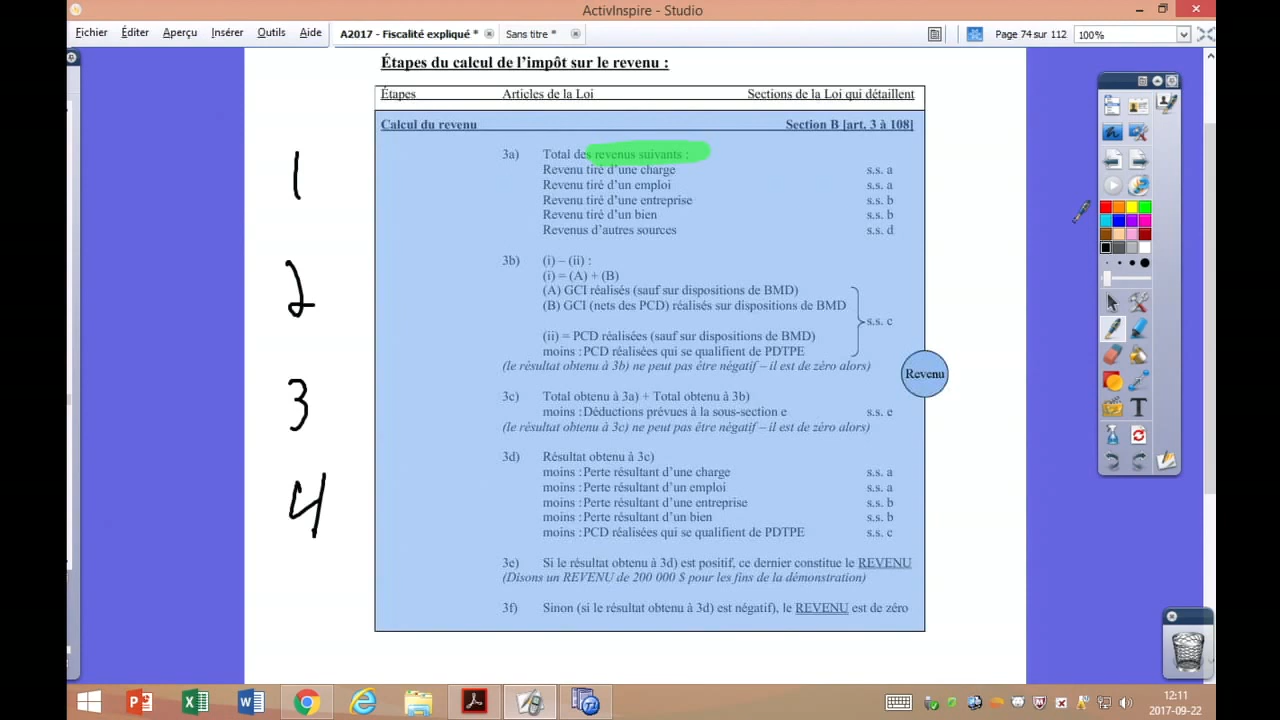 ActivInspire - Studio
Fichier Éditer Aperçu Insérer Outils Aide A2017 - Fiscalité expliqué * Sans titre * Page 74 sur 112 100%
Étapes du calcul de l'impôt sur le revenu :
Étapes Articles de la Loi Sections de la Loi qui détaillent
Calcul du revenu Section B [art. 3 à 108]
3a) Total des revenus suivants :
Revenu tiré d'une charge s.s. a
1
Revenu tiré d'un emploi s.s. a
Revenu tiré d'une entreprise s.s. b
Revenu tiré d'un bien s.s. b
Revenus d'autres sources s.s. d
3b) (i) – (ii) :
(i) = (A) + (B)
2
(A) GCI réalisés (sauf sur dispositions de BMD)
(B) GCI (nets des PCD) réalisés sur dispositions de BMD
s.s. c
(ii) = PCD réalisées (sauf sur dispositions de BMD)
moins : PCD réalisées qui se qualifient de PDTPE
(le résultat obtenu à 3b) ne peut pas être négatif – il est de zéro alors)
Revenu
3c) Total obtenu à 3a) + Total obtenu à 3b)
3
moins : Déductions prévues à la sous-section e s.s. e
(le résultat obtenu à 3c) ne peut pas être négatif – il est de zéro alors)
3d) Résultat obtenu à 3c)
moins : Perte résultant d'une charge s.s. a
moins : Perte résultant d'un emploi s.s. a
4
moins : Perte résultant d'une entreprise s.s. b
moins : Perte résultant d'un bien s.s. b
moins : PCD réalisées qui se qualifient de PDTPE s.s. c
3e) Si le résultat obtenu à 3d) est positif, ce dernier constitue le REVENU
(Disons un REVENU de 200 000 $ pour les fins de la démonstration)
3f) Sinon (si le résultat obtenu à 3d) est négatif), le REVENU est de zéro
12:11
2017-09-22